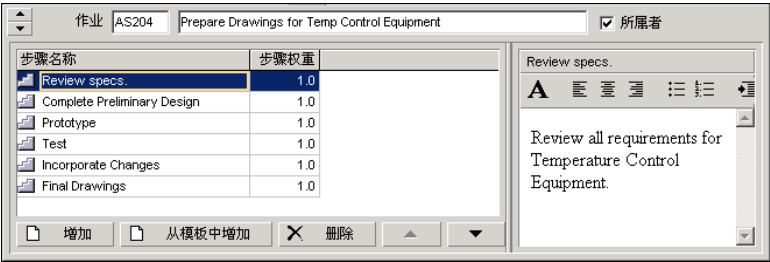 作业 AS204 Prepare Drawings for Temp Control Equipment 所属者
步骤名称 步骤权重 Review specs.
Review specs. 1.0
Complete Preliminary Design 1.0
Prototype 1.0
Test 1.0
Incorporate Changes 1.0
Final Drawings 1.0
A
Review all requirements for
Temperature Control
Equipment.
增加 从模板中增加 删除